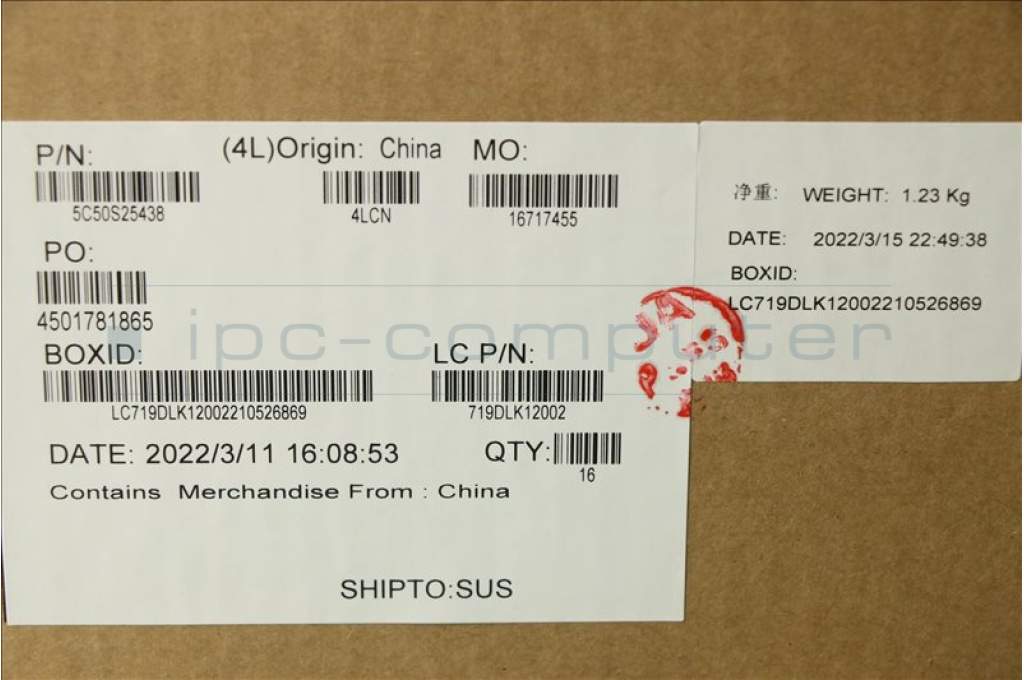 P/N: (4L)Origin: China MO:
5C50S25438 4LCN 16717455
PO:
4501781865
BOXID: LC P/N:
LC719DLK12002210526869 719DLK12002
DATE: 2022/3/11 16:08:53 QTY:
16
Contains Merchandise From : China
SHIPTO:SUS
净重: WEIGHT: 1.23 Kg
DATE: 2022/3/15 22:49:38
BOXID:
LC719DLK12002210526869
ipc-computer